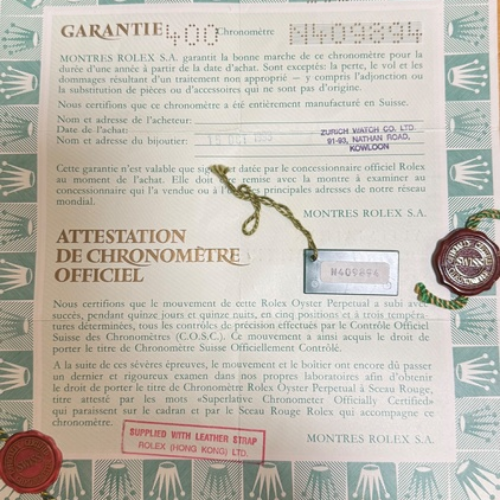 GARANTIE 400 Chronomètre N409894
MONTRES ROLEX S.A. garantit la bonne marche de ce chronomètre pour la
durée d'une année à partir de la date d'achat. Sont exceptés: la perte, le vol et les
dommages résultant d'un traitement non approprié – y compris l'adjonction ou
la substitution de pièces ou d'accessoires qui ne sont pas d'origine.
Nous certifions que ce chronomètre a été entièrement manufacturé en Suisse.
Nom et adresse de l'acheteur:
Date de l'achat:
Nom et adresse du bijoutier:
15 OCT
ZURICH WATCH CO. LTD.
91-93, NATHAN ROAD,
KOWLOON
Cette garantie n'est valable que datée par le concessionnaire officiel Rolex
au moment de l'achat. Elle doit remise avec la montre à examiner au
concessionnaire qui l'a vendue ou à principales adresses de notre réseau
mondial.
MONTRES ROLEX S.A.
ATTESTATION
DE CHRONOMÈTRE
OFFICIEL
N409894
SWISS
Nous certifions que le mouvement de cette Rolex Oyster Perpetual a subi avec
succès, pendant quinze jours et quinze nuits, en cinq positions et à trois tempéra-
tures déterminées, tous les contrôles de précision effectués par le Contrôle Officiel
Suisse des Chronomètres (C.O.S.C.). Ce mouvement a ainsi acquis le droit de
porter le titre de Chronomètre Suisse Officiellement Contrôlé.
A la suite de ces sévères épreuves, le mouvement et le boîtier ont encore dû passer
un dernier et rigoureux examen dans nos propres laboratoires afin d'obtenir
le droit de porter le titre de Chronomètre Rolex Oyster Perpetual à Sceau Rouge,
titre attesté par les mots «Superlative Chronometer Officially Certified»
qui paraissent sur le cadran et par le Sceau Rouge Rolex qui accompagne ce
chronomètre.
MONTRES ROLEX S.A.
SUPPLIED WITH LEATHER STRAP
ROLEX (HONG KONG) LTD.